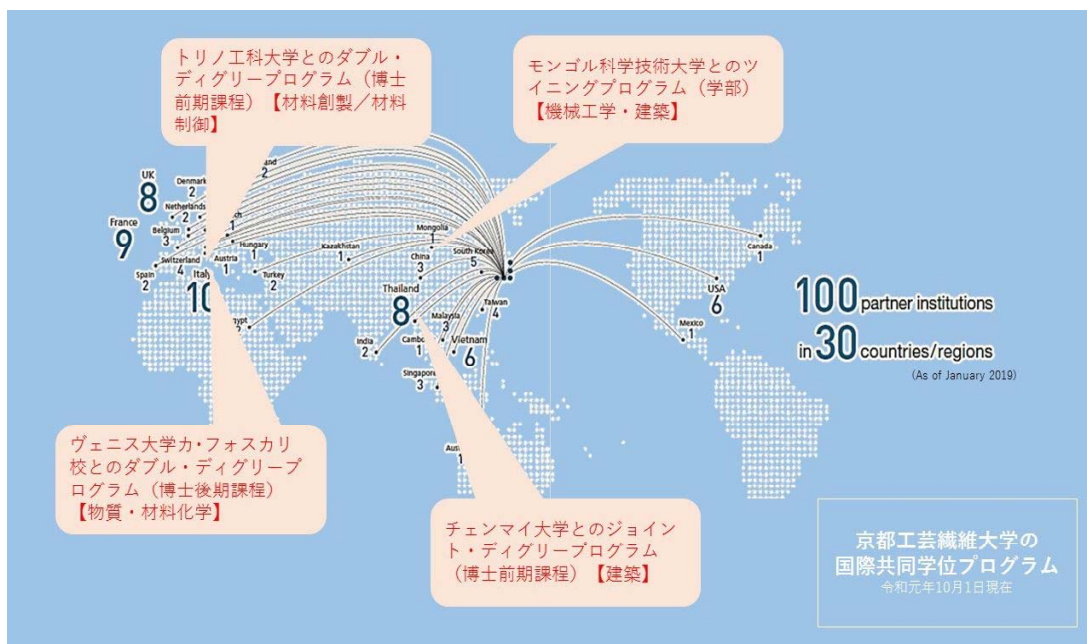 トリノ工科大学とのダブル・
ディグリープログラム（博士
前期課程）【材料創製／材料
制御】
モンゴル科学技術大学とのツ
イニングプログラム（学部）
【機械工学・建築】
UK
8
Denmark
2
2
Netherlands
2
France
9
Belgium
3
1
Hungary
1
Switzerland
4
Austria
1
Spain
2
Italy
10
Turkey
2
Kazakhstan
1
Mongolia
1
China
3
South Korea
5
Thailand
8
Taiwan
4
Malaysia
3
India
2
1
Vietnam
6
Singapore
3
1
Canada
1
USA
6
Mexico
1
100 partner institutions
in 30 countries/regions
(As of January 2019)
ヴェニス大学カ・フォスカリ
校とのダブル・ディグリープ
ログラム（博士後期課程）
【物質・材料化学】
チェンマイ大学とのジョイン
ト・ディグリープログラム
（博士前期課程）【建築】
京都工芸繊維大学の
国際共同学位プログラム
令和元年10月1日現在